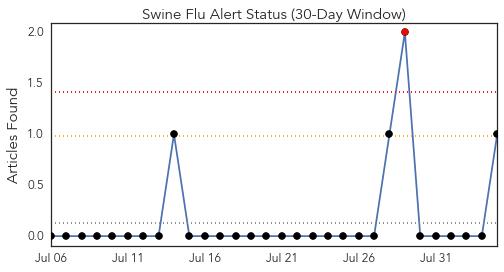 Swine Flu Alert Status (30-Day Window)
Articles Found
2.0
1.5
1.0
0.5
0.0
Jul 06
Jul 11
Jul 16
Jul 21
Jul 26
Jul 31